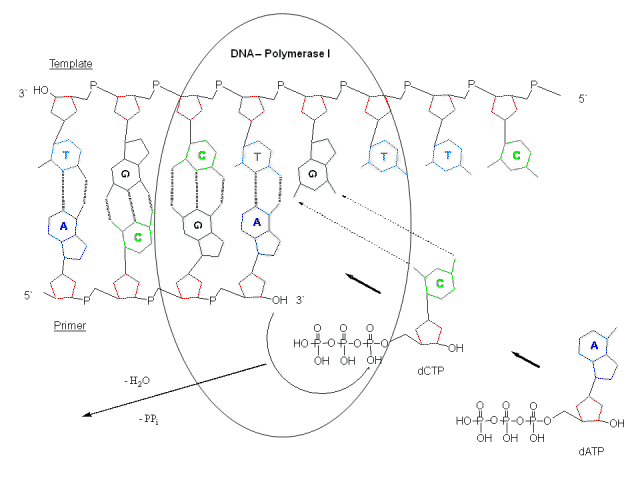 DNA – Polymerase I
Template
3` HO P P P P P P P P 5`
T G C T G T T C
A C G A C
5` P P P OH 3`
Primer
O O O
HO–P–O–P–O–P–O OH
OH OH OH
dCTP
A
- H2O
- PPi
O O O
HO–P–O–P–O–P–O OH
OH OH OH
dATP